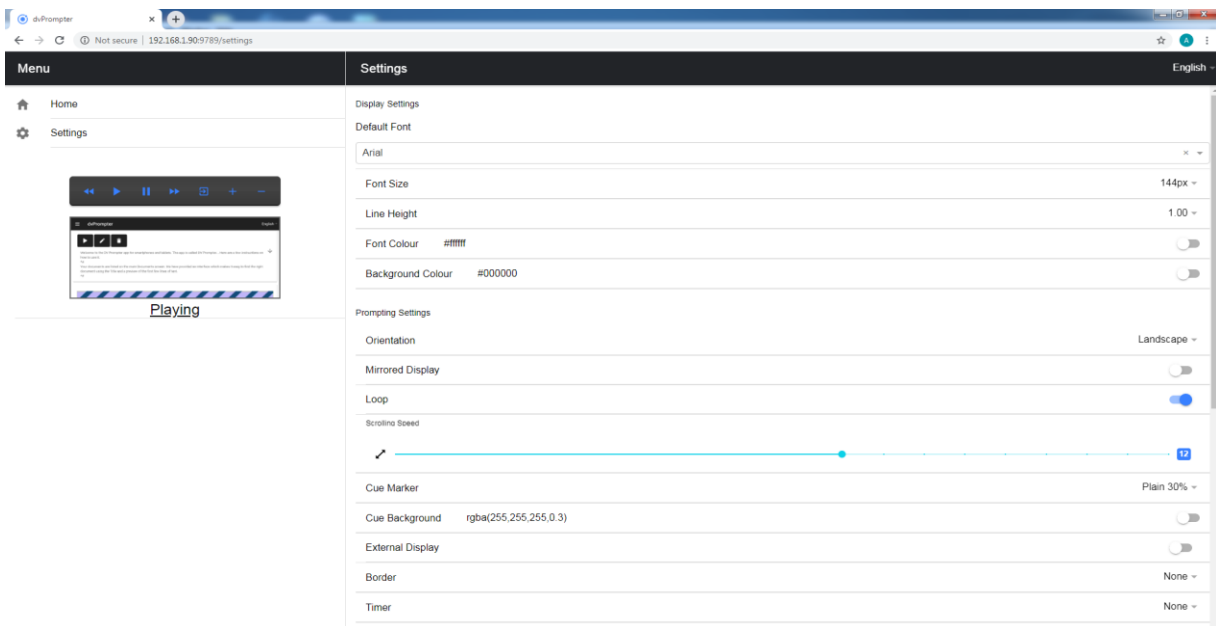 dvPrompter
Not secure | 192.168.1.90:9789/settings
A
Menu
Settings
English
Home
Settings
dvPrompter
English
Playing
Display Settings
Default Font
Arial
Font Size 144px
Line Height 1.00
Font Colour #ffffff
Background Colour #000000
Prompting Settings
Orientation Landscape
Mirrored Display
Loop
Scrolling Speed
12
Cue Marker Plain 30%
Cue Background rgba(255,255,255,0.3)
External Display
Border None
Timer None